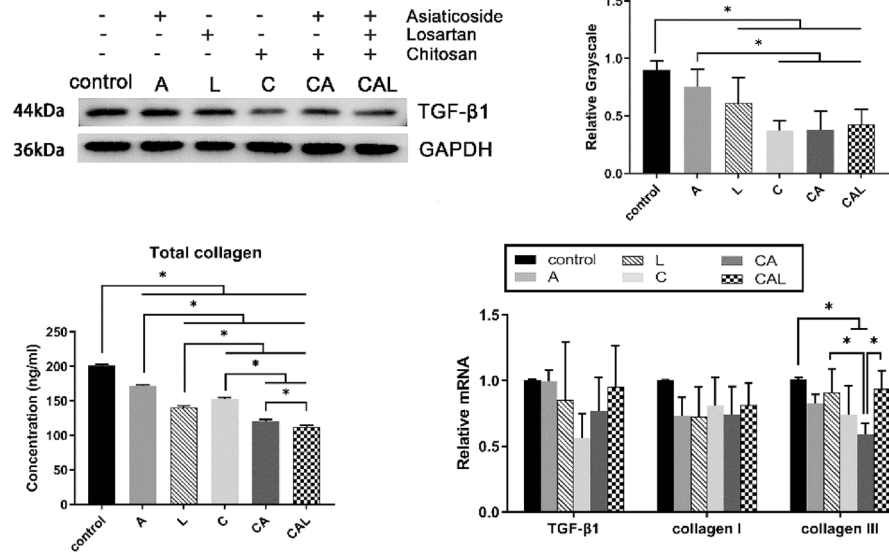 - + - - + + Asiaticoside
- - + - - + Losartan
- - - + + + Chitosan
control A L C CA CAL
44kDa TGF-β1
36kDa GAPDH
*
*
1.5
1.0
0.5
0.0
Relative Grayscale
control A L C CA CAL
Total collagen
*
*
*
*
*
250
200
150
100
50
0
Concentration (ng/ml)
control A L C CA CAL
control L CA
A C CAL
*
* *
1.5
1.0
0.5
0.0
Relative mRNA
TGF-β1 collagen I collagen III